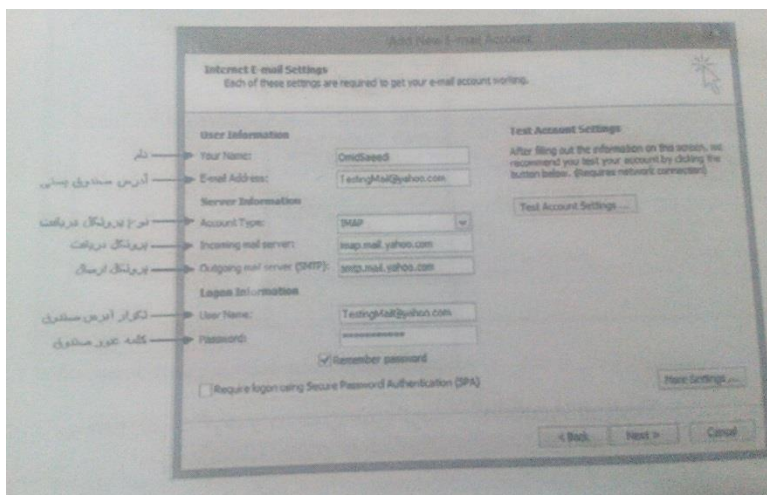 Add New E-mail Account
Internet E-mail Settings
Each of these settings are required to get your e-mail account working.
User Information
نام
Your Name:
OmidSaeedi
آدرس صندوق پستی
E-mail Address:
TestingMail@yahoo.com
Server Information
نوع پروتکل دریافت
Account Type:
IMAP
پروتکل دریافت
Incoming mail server:
imap.mail.yahoo.com
پروتکل ارسال
Outgoing mail server (SMTP):
smtp.mail.yahoo.com
Logon Information
تکرار آدرس صندوق
User Name:
TestingMail@yahoo.com
کلمه عبور صندوق
Password:
***********
Remember password
Require logon using Secure Password Authentication (SPA)
Test Account Settings
After filling out the information on this screen, we
recommend you test your account by clicking the
button below. (Requires network connection)
Test Account Settings ...
More Settings ...
< Back
Next >
Cancel